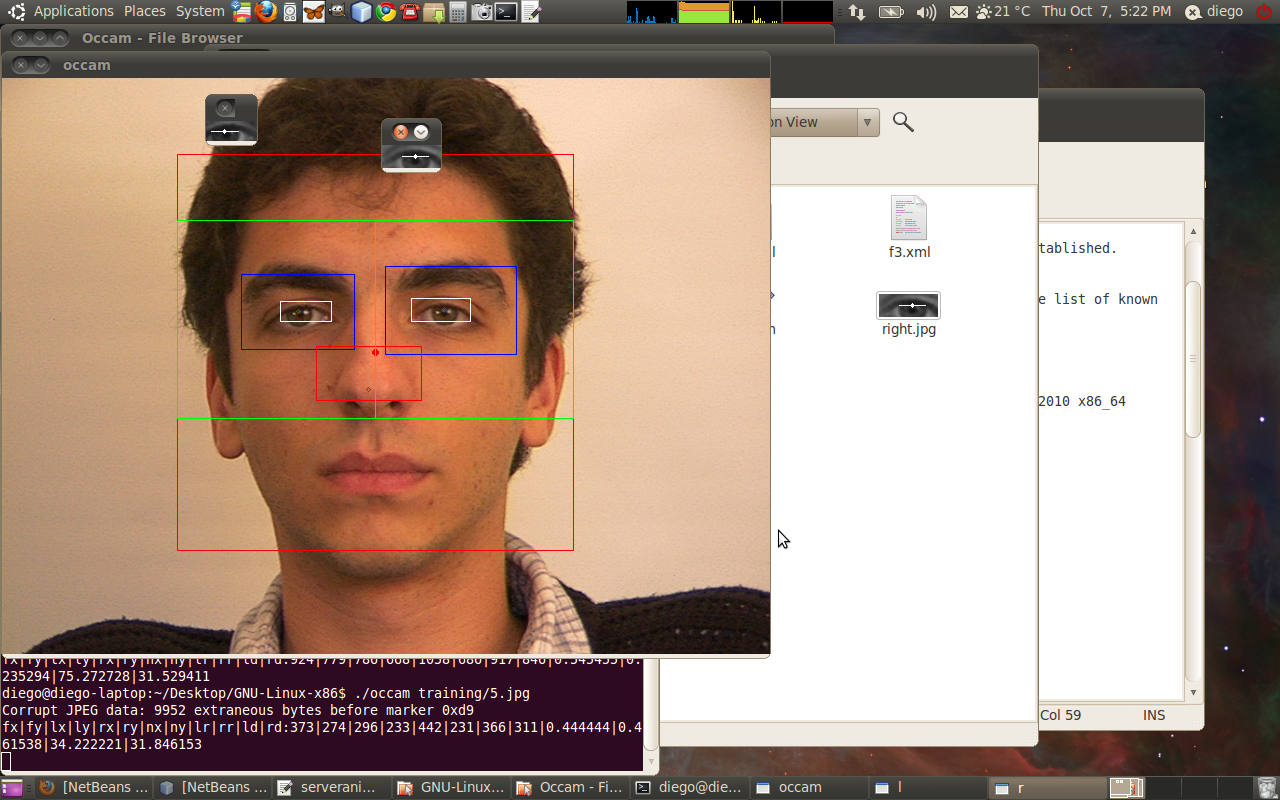 Applications Places System
21 °C Thu Oct 7, 5:22 PM diego
Occam - File Browser
occam
on View
f3.xml
right.jpg
tablished.
e list of known
2010 x86_64
Col 59 INS
fx|fy|lx|ly|rx|ry|nx|ny|lr|rr|ld|rd:924|779|786|668|1058|686|917|846|0.545455|0.
235294|75.272728|31.529411
diego@diego-laptop:~/Desktop/GNU-Linux-x86$ ./occam training/5.jpg
Corrupt JPEG data: 9952 extraneous bytes before marker 0xd9
fx|fy|lx|ly|rx|ry|nx|ny|lr|rr|ld|rd:373|274|296|233|442|231|366|311|0.444444|0.4
61538|34.222221|31.846153
[NetBeans ... [NetBeans ... serverani... GNU-Linux... Occam - Fi... diego@die... occam l r